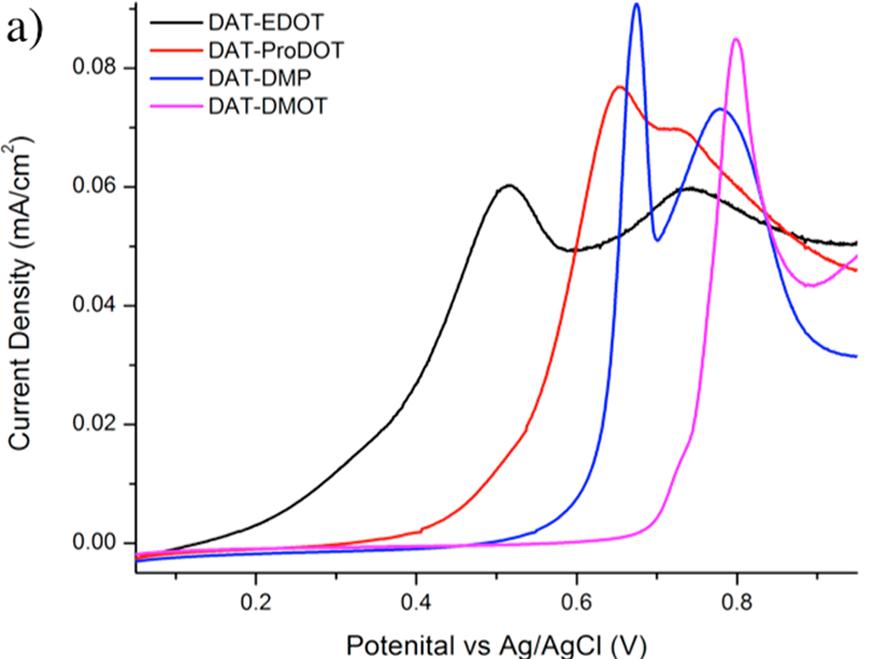 a)
DAT-EDOT
DAT-ProDOT
DAT-DMP
DAT-DMOT
Current Density (mA/cm²)
0.08
0.06
0.04
0.02
0.00
0.2 0.4 0.6 0.8
Potenital vs Ag/AgCl (V)